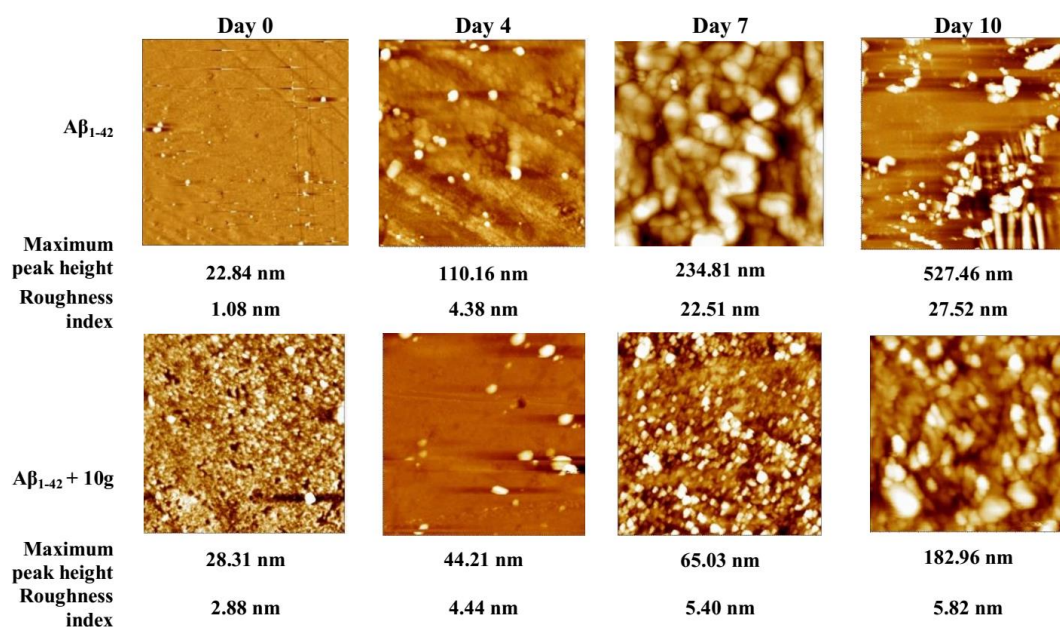 Day 0 Day 4 Day 7 Day 10
Aβ₁₋₄₂
Maximum
peak height
22.84 nm 110.16 nm 234.81 nm 527.46 nm
Roughness
index
1.08 nm 4.38 nm 22.51 nm 27.52 nm
Aβ₁₋₄₂ + 10g
Maximum
peak height
28.31 nm 44.21 nm 65.03 nm 182.96 nm
Roughness
index
2.88 nm 4.44 nm 5.40 nm 5.82 nm